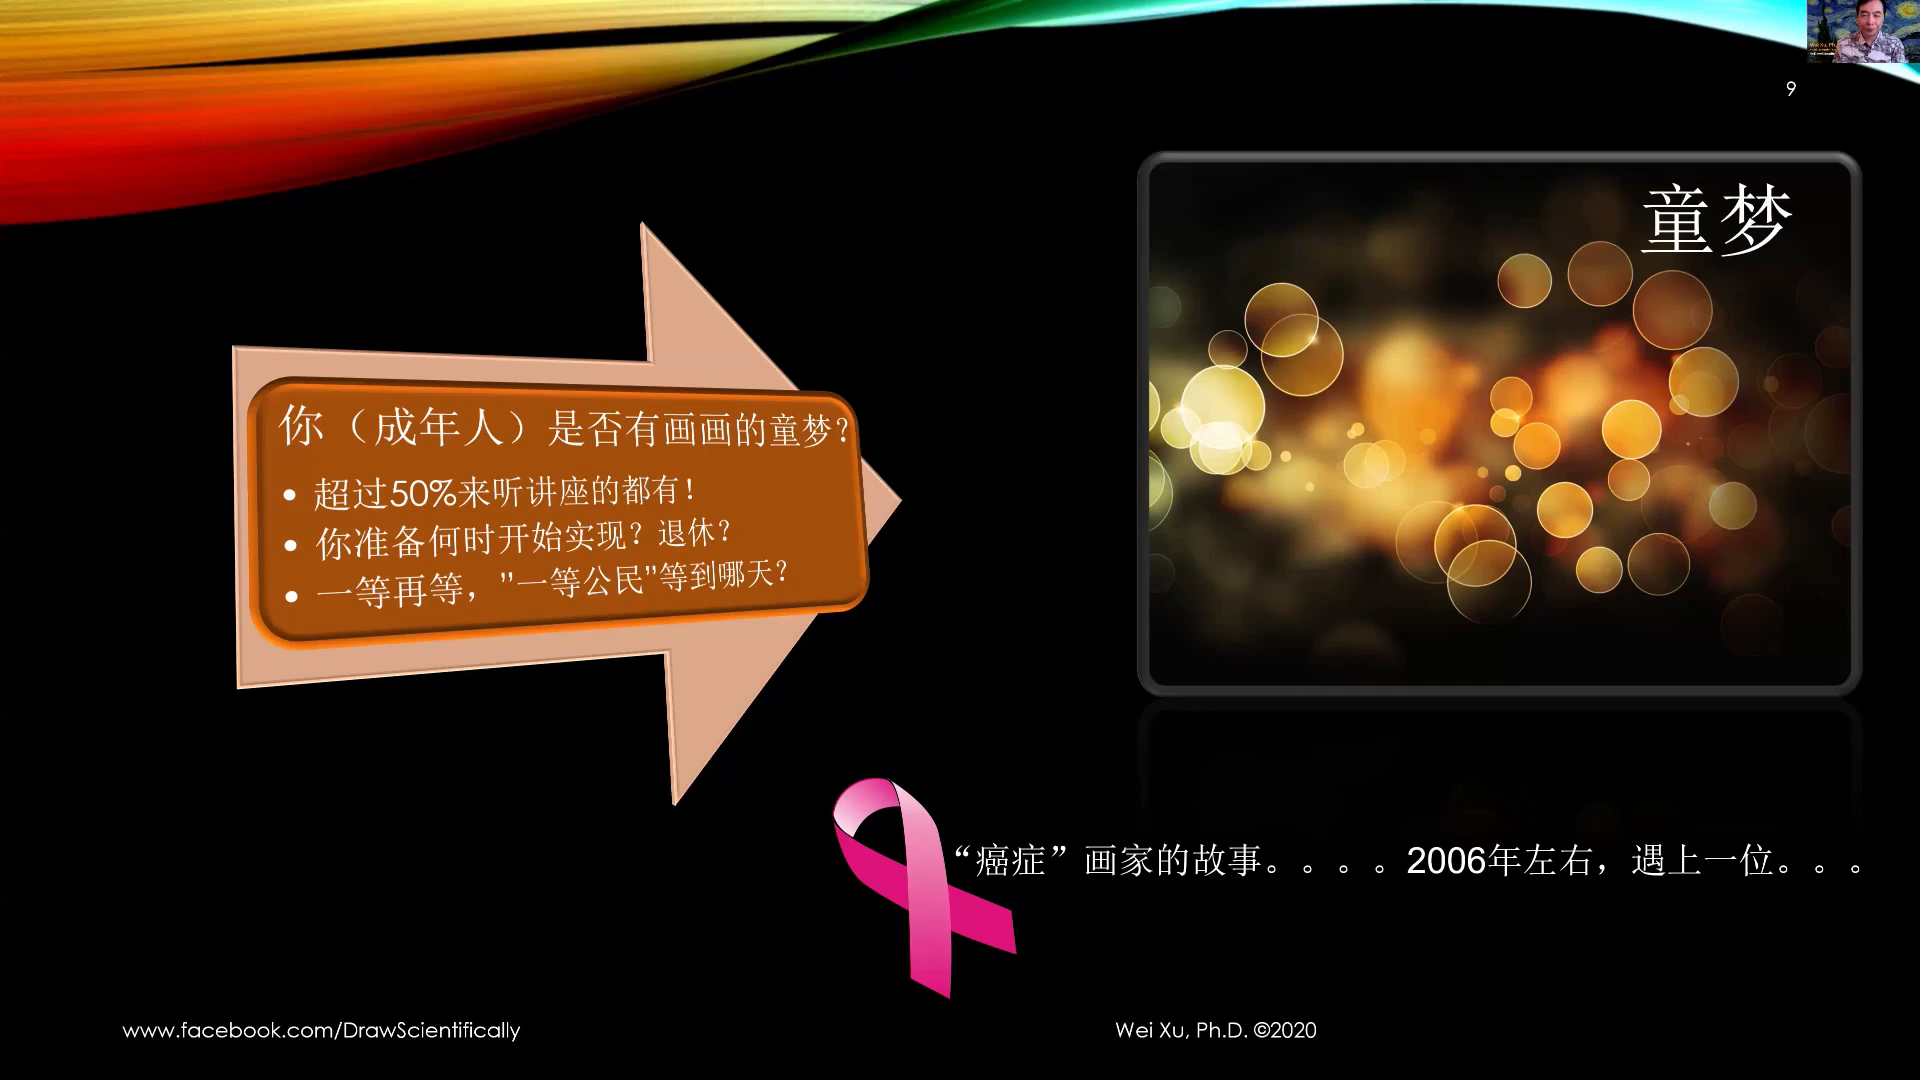 9
童梦
你（成年人）是否有画画的童梦？
• 超过50%来听讲座的都有！
• 你准备何时开始实现？退休？
• 一等再等，"一等公民"等到哪天？
“癌症”画家的故事。。。。2006年左右，遇上一位。。。
www.facebook.com/DrawScientifically
Wei Xu, Ph.D. ©2020